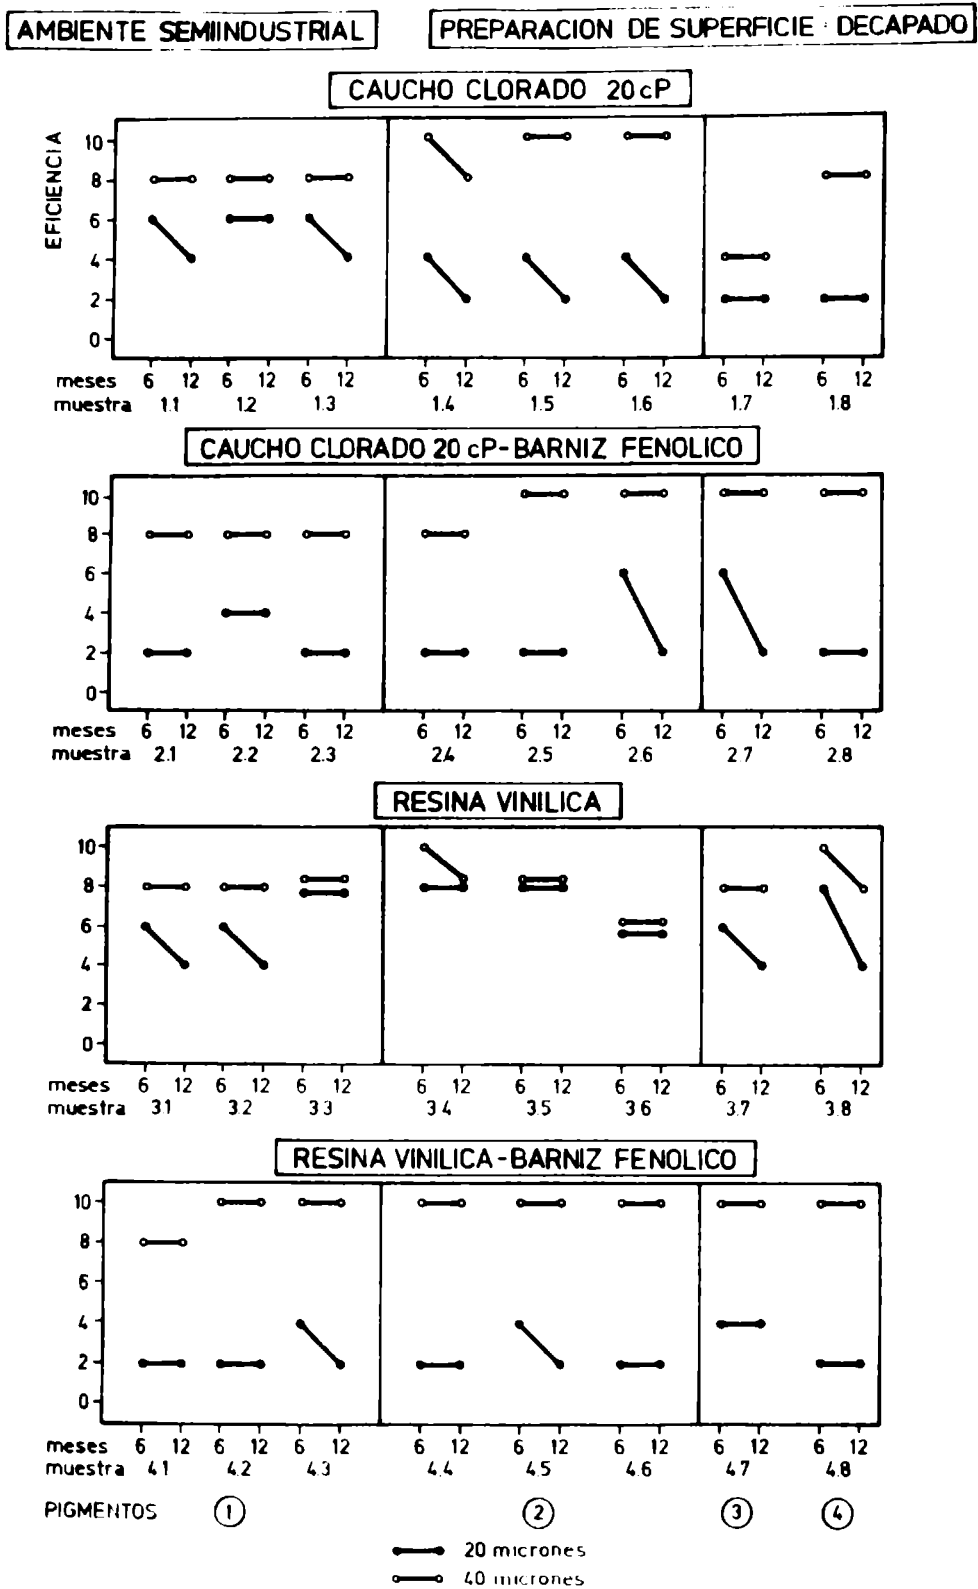 AMBIENTE SEMIINDUSTRIAL
PREPARACION DE SUPERFICIE : DECAPADO
CAUCHO CLORADO 20 cP
EFICIENCIA
10
8
6
4
2
0
meses 6 12 6 12 6 12 6 12 6 12 6 12 6 12 6 12
muestra 1.1 1.2 1.3 1.4 1.5 1.6 1.7 1.8
CAUCHO CLORADO 20 cP-BARNIZ FENOLICO
10
8
6
4
2
0
meses 6 12 6 12 6 12 6 12 6 12 6 12 6 12 6 12
muestra 2.1 2.2 2.3 2.4 2.5 2.6 2.7 2.8
RESINA VINILICA
10
8
6
4
2
0
meses 6 12 6 12 6 12 6 12 6 12 6 12 6 12 6 12
muestra 3.1 3.2 3.3 3.4 3.5 3.6 3.7 3.8
RESINA VINILICA-BARNIZ FENOLICO
10
8
6
4
2
0
meses 6 12 6 12 6 12 6 12 6 12 6 12 6 12 6 12
muestra 4.1 4.2 4.3 4.4 4.5 4.6 4.7 4.8
PIGMENTOS 1 2 3 4
20 micrones
40 micrones